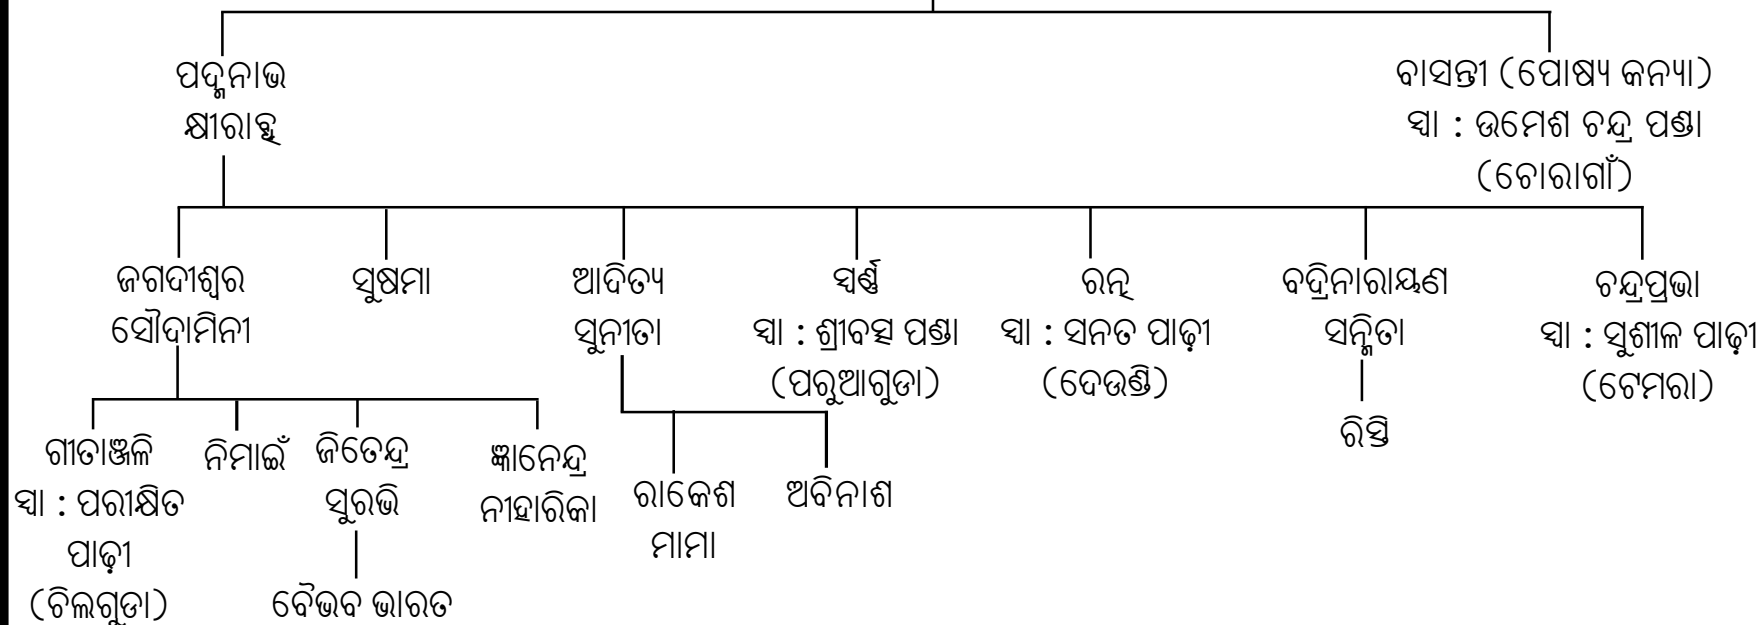 ପଦ୍ମନାଭ
କ୍ଷୀରାବ୍ଧି
ବାସନ୍ତୀ (ପୋଷ୍ୟ କନ୍ୟା)
ସ୍ୱା : ଉମେଶ ଚନ୍ଦ୍ର ପଣ୍ଡା
(ଚୋରାଗାଁ)
ଜଗଦୀଶ୍ୱର
ସୌଦାମିନୀ
ସୁଷମା
ଆଦିତ୍ୟ
ସୁନୀତା
ସ୍ୱର୍ଣ୍ଣ
ସ୍ୱା : ଶ୍ରୀବତ୍ସ ପଣ୍ଡା
(ପରୁଆଗୁଡା)
ରତ୍ନ
ସ୍ୱା : ସନତ ପାଢ଼ୀ
(ଦେଉଣ୍ଡି)
ବଦ୍ରିନାରାୟଣ
ସନ୍ମିତା
ଚନ୍ଦ୍ରପ୍ରଭା
ସ୍ୱା : ସୁଶୀଳ ପାଢ଼ୀ
(ଟେମରା)
ଗୀତାଞ୍ଜଳି
ସ୍ୱା : ପରୀକ୍ଷିତ
ପାଢ଼ୀ
(ଚିଲଗୁଡା)
ନିମାଇଁ
ଜିତେନ୍ଦ୍ର
ସୁରଭି
ବୈଭବ ଭାରତ
ଜ୍ଞାନେନ୍ଦ୍ର
ନୀହାରିକା
ରାକେଶ
ମାମା
ଅବିନାଶ
ରିସ୍ତି